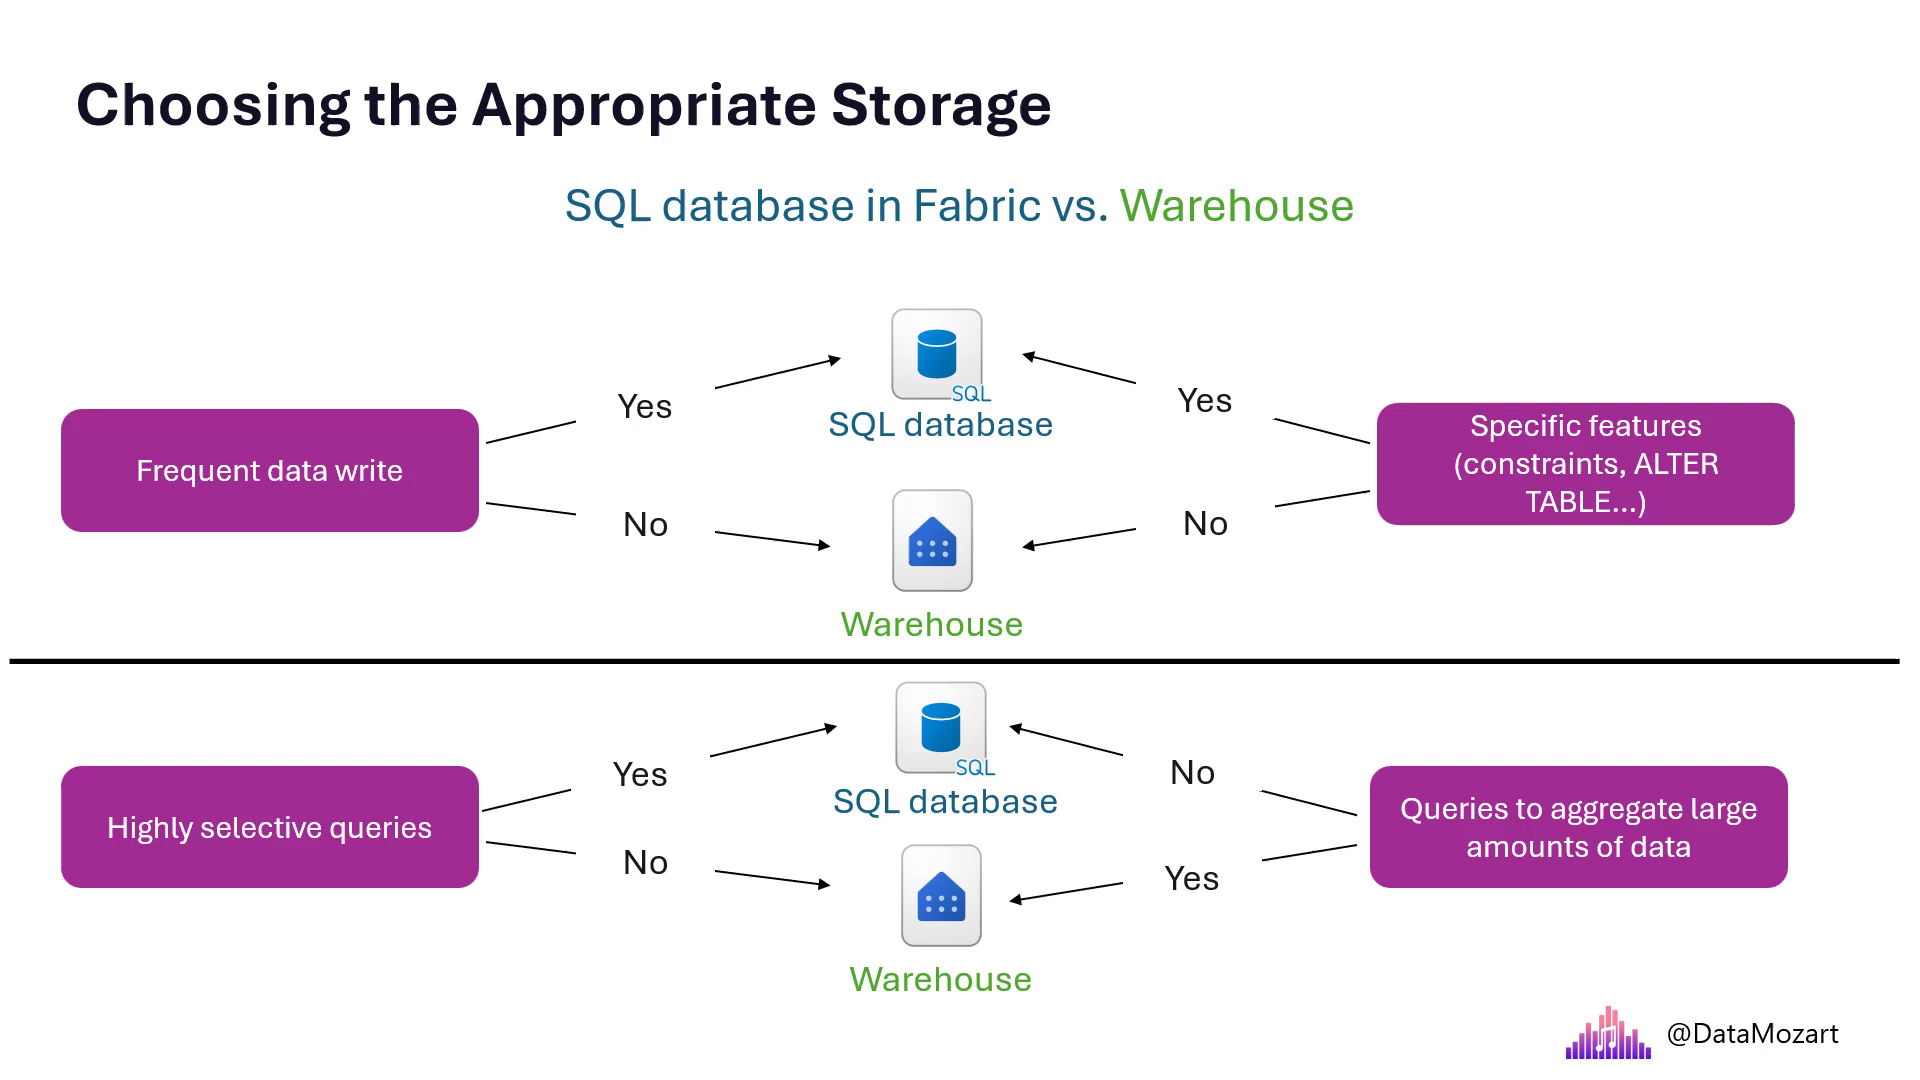 Choosing the Appropriate Storage
SQL database in Fabric vs. Warehouse
Frequent data write
Yes
No
SQL
SQL database
Warehouse
Yes
No
Specific features
(constraints, ALTER
TABLE...)
Highly selective queries
Yes
No
SQL
SQL database
Warehouse
No
Yes
Queries to aggregate large
amounts of data
@DataMozart